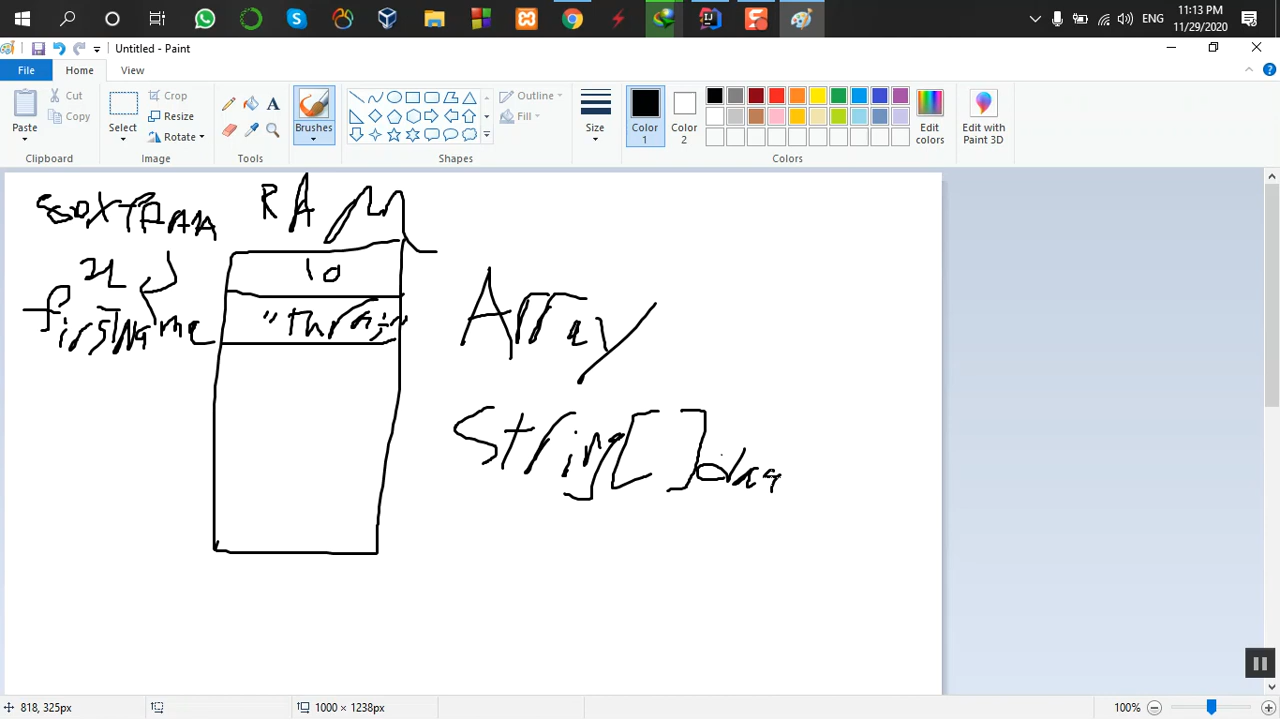 11:13 PM
ENG
11/29/2020
Untitled - Paint
File
Home
View
Paste
Cut
Copy
Clipboard
Select
Crop
Resize
Rotate
Image
A
Tools
Brushes
Outline
Fill
Shapes
Size
Color 1
Color 2
Edit colors
Colors
Edit with Paint 3D
RAM
10
firstName
Array
String[]
818, 325px
1000 × 1238px
100%